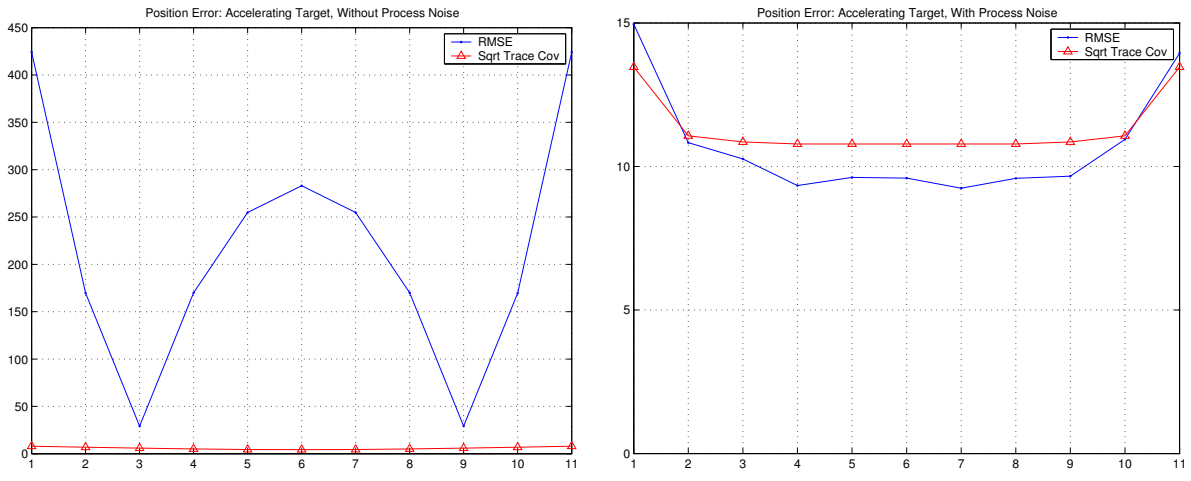 Position Error: Accelerating Target, Without Process Noise
450
400
350
300
250
200
150
100
50
0
1 2 3 4 5 6 7 8 9 10 11
RMSE
Sqrt Trace Cov
Position Error: Accelerating Target, With Process Noise
15
10
5
0
1 2 3 4 5 6 7 8 9 10 11
RMSE
Sqrt Trace Cov